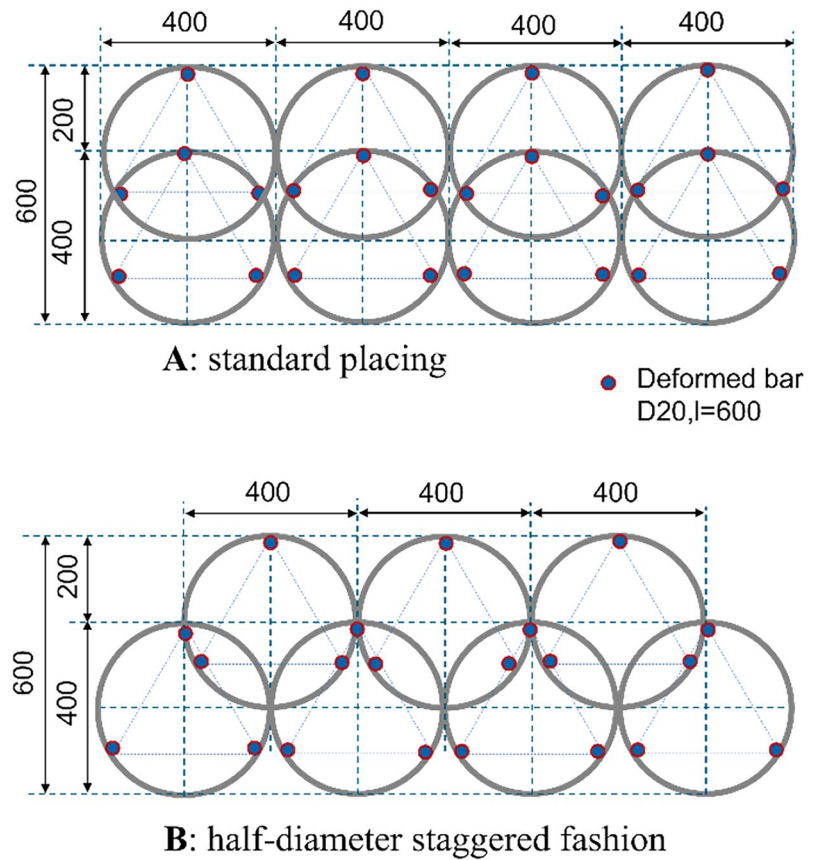 400 400 400 400
200
600
400
A: standard placing
Deformed bar
D20,l=600
400 400 400
200
600
400
B: half-diameter staggered fashion